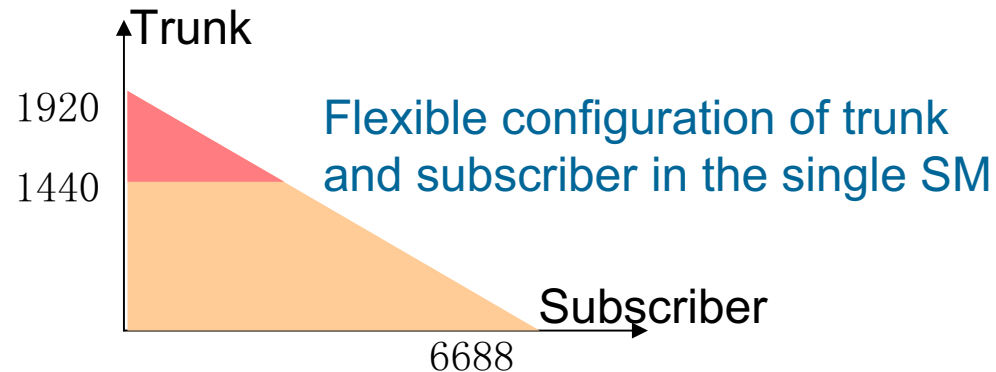 Trunk
1920
Flexible configuration of trunk
1440
and subscriber in the single SM
Subscriber
6688